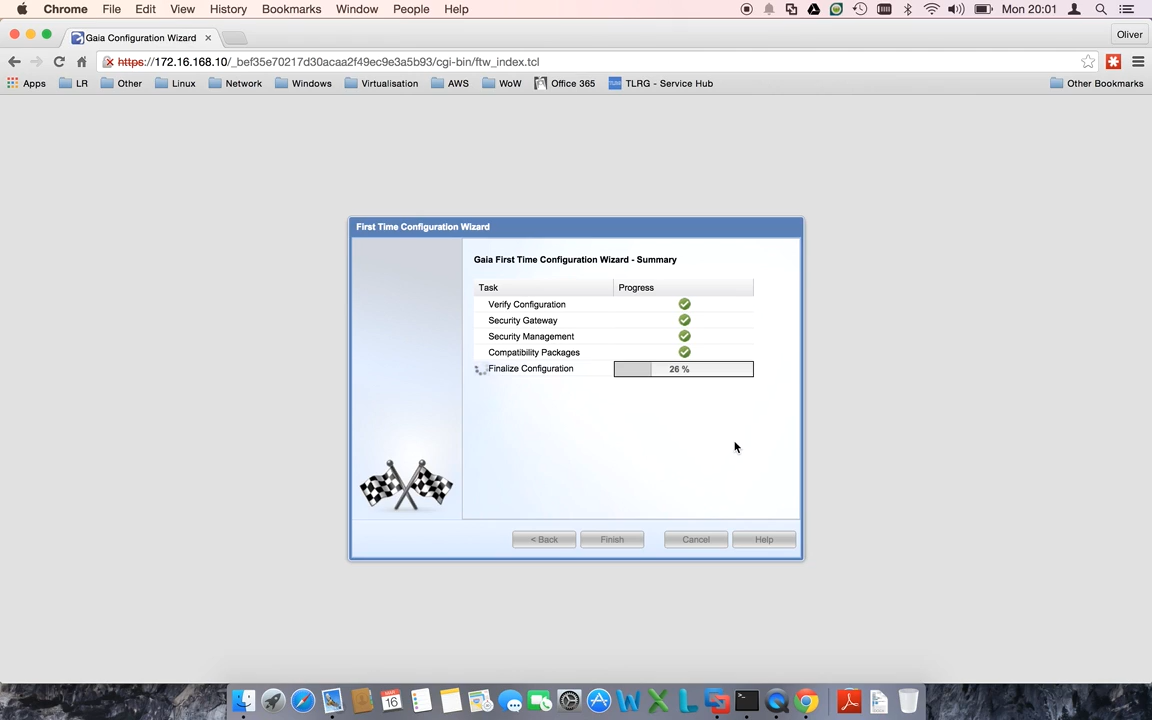 Chrome File Edit View History Bookmarks Window People Help Mon 20:01
Gaia Configuration Wizard Oliver
https://172.16.168.10/_bef35e70217d30acaa2f49ec9e3a5b93/cgi-bin/ftw_index.tcl
Apps LR Other Linux Network Windows Virtualisation AWS WoW Office 365 TLRG - Service Hub Other Bookmarks
First Time Configuration Wizard
Gaia First Time Configuration Wizard - Summary
Task Progress
Verify Configuration
Security Gateway
Security Management
Compatibility Packages
Finalize Configuration 26 %
< Back Finish Cancel Help
16